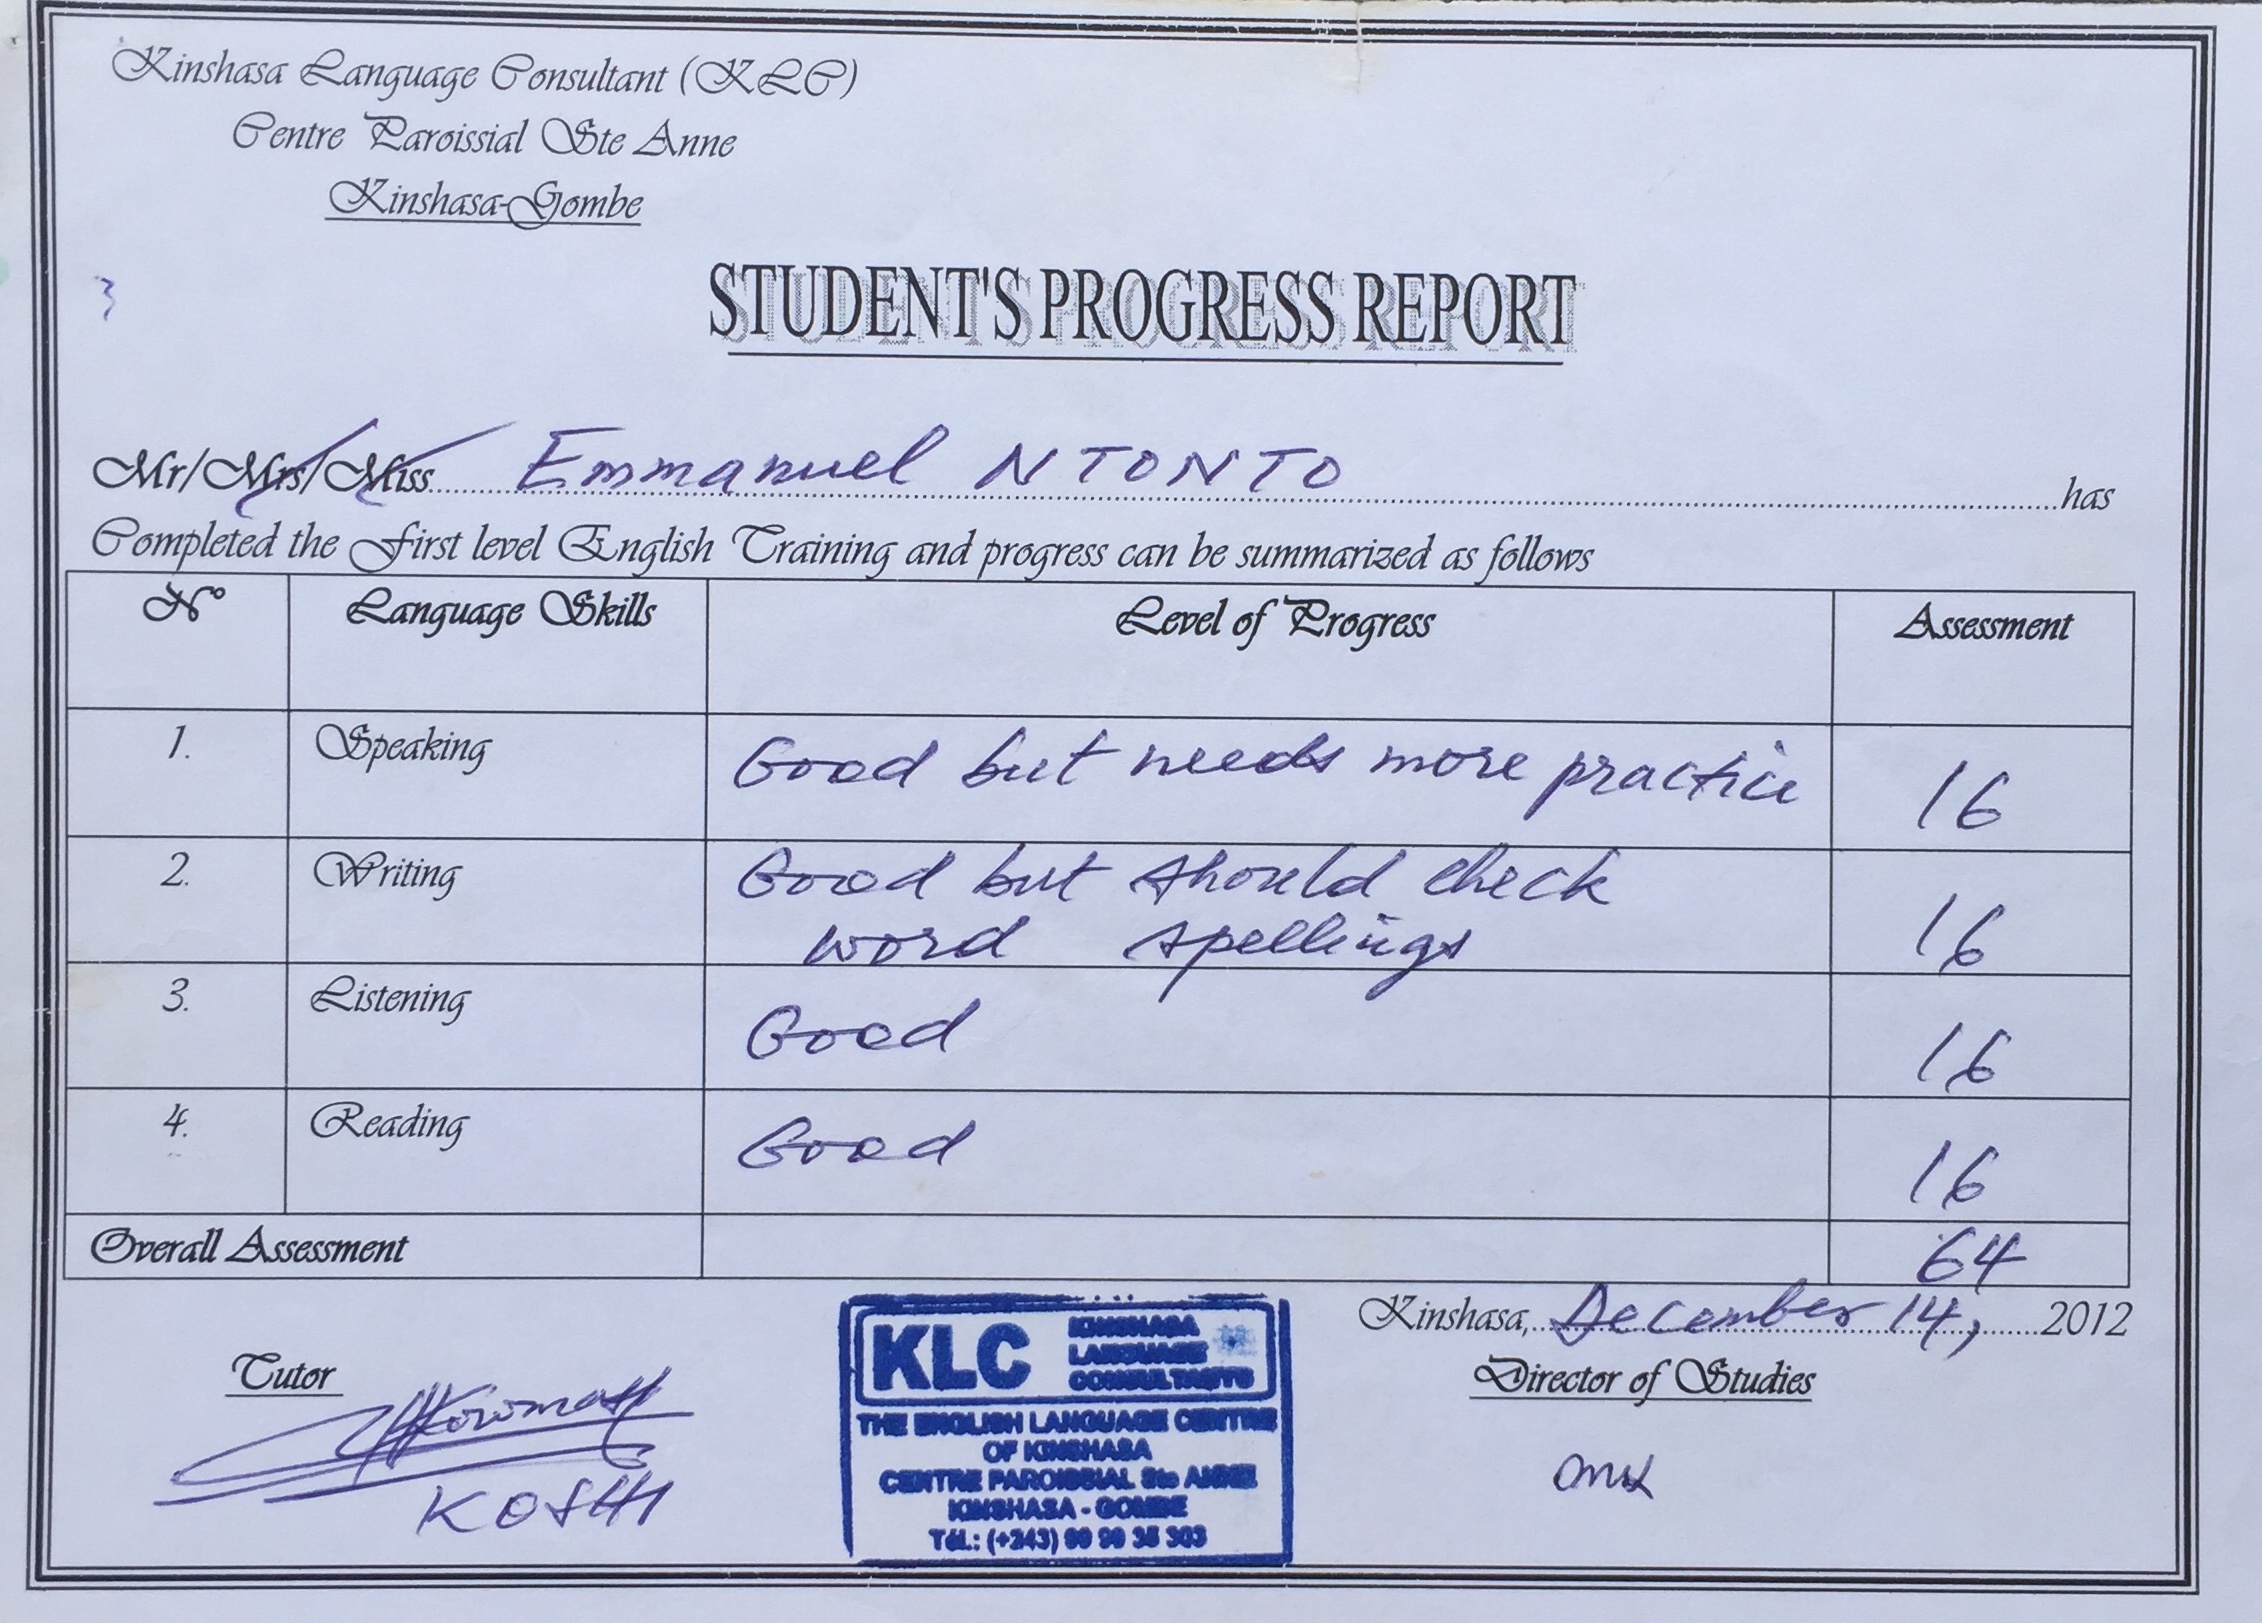 Kinshasa Language Consultant (KLC)
Centre Paroissial Ste Anne
Kinshasa-Gombe
3
STUDENT'S PROGRESS REPORT
Mr/Mrs/Miss Emmanuel NTONTO has
Completed the First level English Training and progress can be summarized as follows
N° Language Skills Level of Progress Assessment
1. Speaking Good but needs more practice 16
2. Writing Good but should check
word spellings 16
3. Listening Good 16
4. Reading Good 16
Overall Assessment 64
Kinshasa, December 14, 2012
Tutor
Director of Studies
KLC
KINSHASA
LANGUAGE
CONSULTANTS
THE ENGLISH LANGUAGE CENTRE
OF KINSHASA
CENTRE PAROISSIAL Ste ANNE
KINSHASA - GOMBE
Tél.: (+243) 99 99 35 303